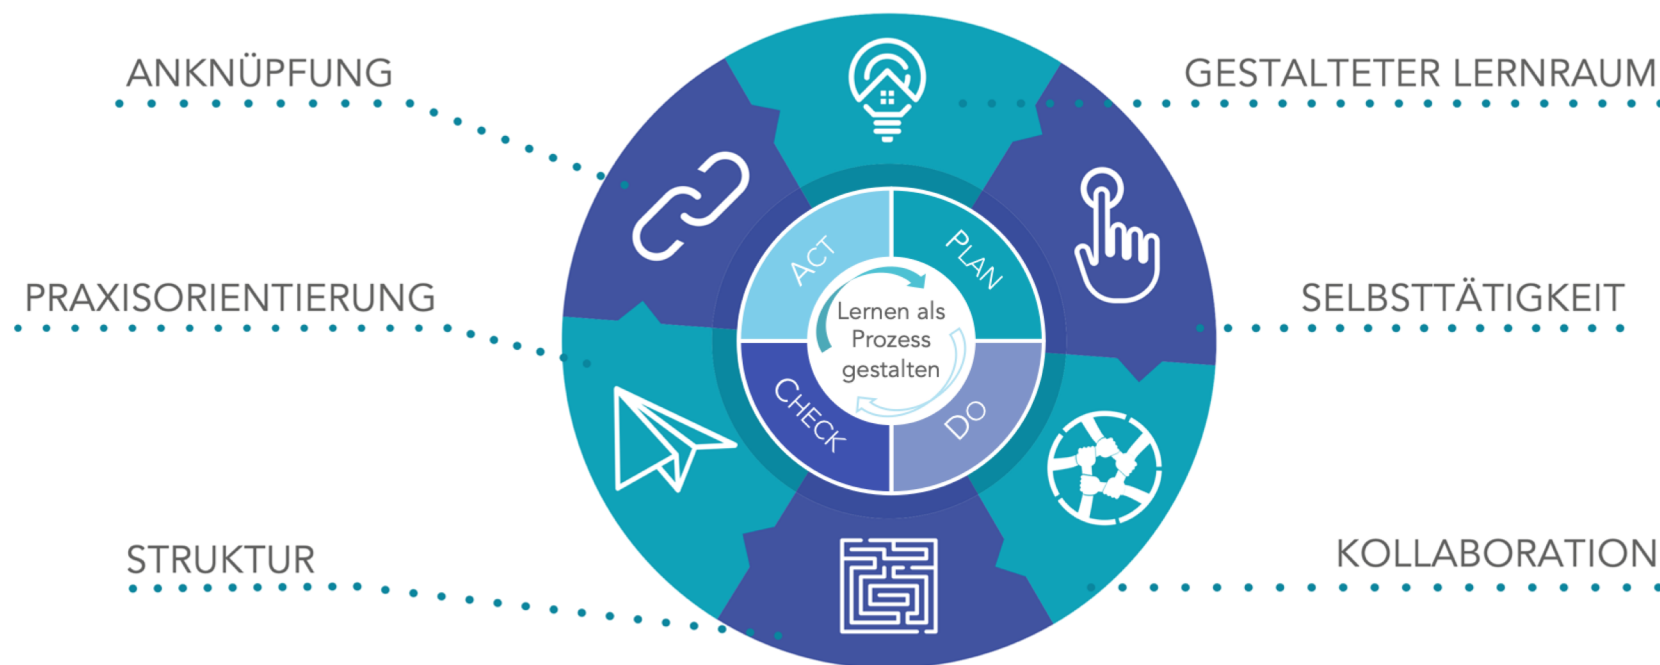 ANKNÜPFUNG
GESTALTETER LERNRAUM
PRAXISORIENTIERUNG
SELBSTTÄTIGKEIT
STRUKTUR
KOLLABORATION
ACT
PLAN
CHECK
DO
Lernen als
Prozess
gestalten